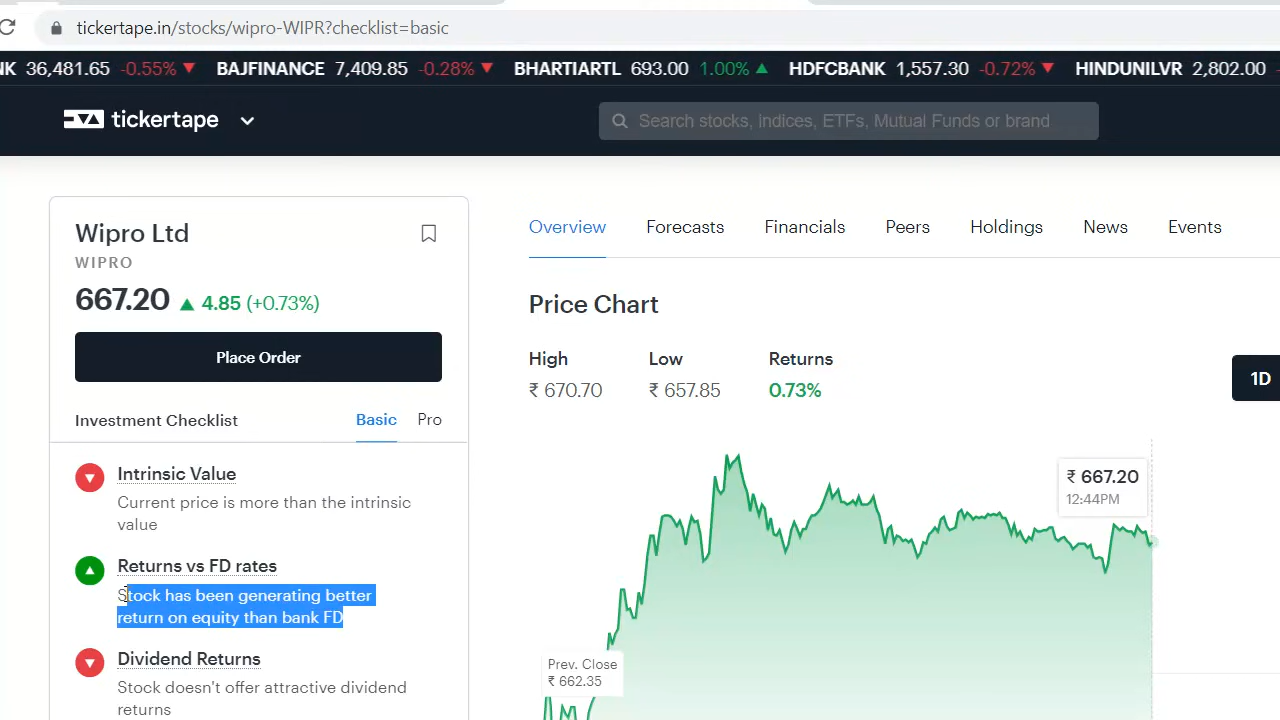 tickertape.in/stocks/wipro-WIPR?checklist=basic
NK 36,481.65 -0.55% ▼ BAJFINANCE 7,409.85 -0.28% ▼ BHARTIARTL 693.00 1.00% ▲ HDFCBANK 1,557.30 -0.72% ▼ HINDUNILVR 2,802.00
tickertape
Search stocks, indices, ETFs, Mutual Funds or brand
Wipro Ltd
WIPRO
667.20 ▲ 4.85 (+0.73%)
Place Order
Investment Checklist Basic Pro
Intrinsic Value
Current price is more than the intrinsic
value
Returns vs FD rates
Stock has been generating better
return on equity than bank FD
Dividend Returns
Stock doesn't offer attractive dividend
returns
Overview Forecasts Financials Peers Holdings News Events
Price Chart
High Low Returns
₹ 670.70 ₹ 657.85 0.73%
1D
₹ 667.20
12:44PM
Prev. Close
₹ 662.35